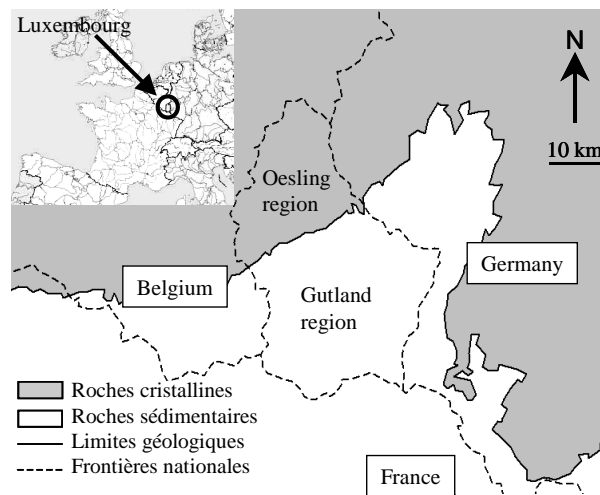 Luxembourg
N
10 km
Oesling
region
Belgium
Germany
Gutland
region
Roches cristallines
Roches sédimentaires
Limites géologiques
Frontières nationales
France